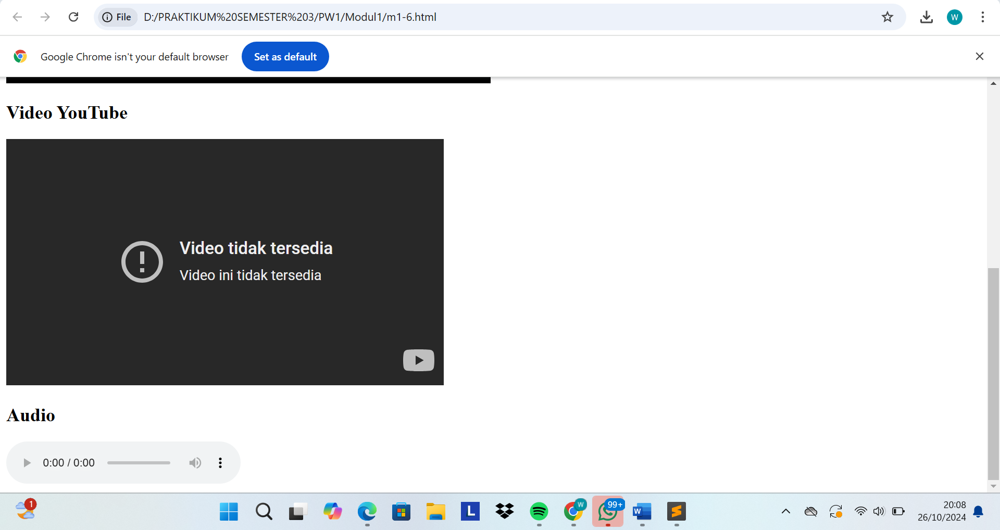 File D:/PRAKTIKUM%20SEMESTER%203/PW1/Modul1/m1-6.html
W
Google Chrome isn't your default browser Set as default
Video YouTube
Video tidak tersedia
Video ini tidak tersedia
Audio
0:00 / 0:00
1
L
W
99+
W
20:08
26/10/2024